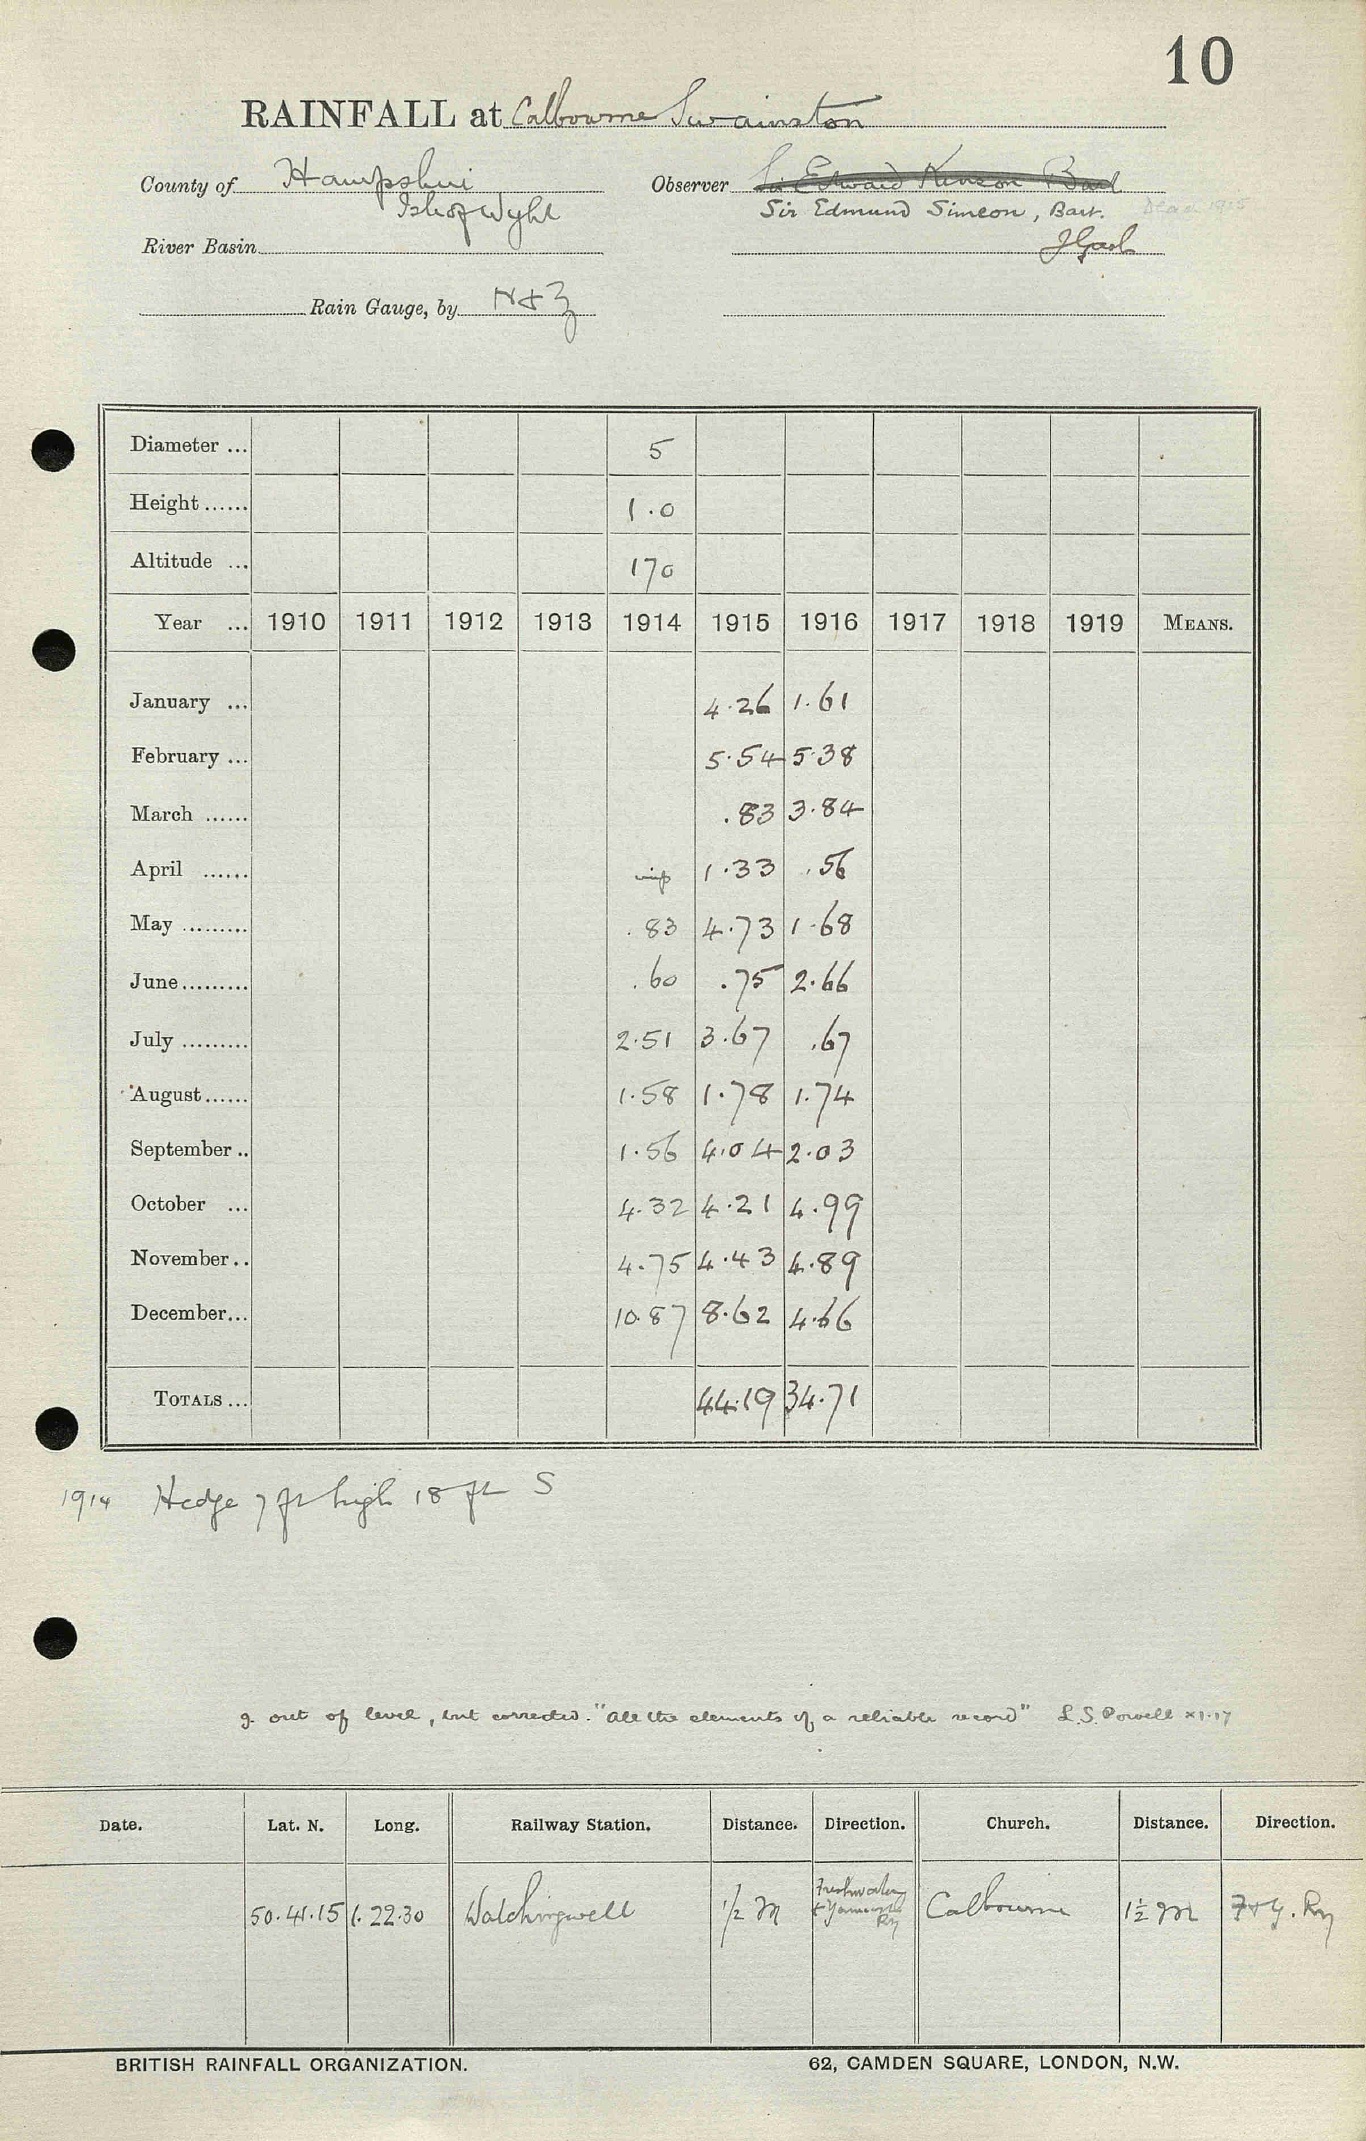 10
RAINFALL at Calbourne Swainston
County of Hampshire Observer Sir Edward Bart
Isle of Wight Sir Edmund Simeon, Bart. Dead 1915
River Basin
Rain Gauge, by N & Z
Diameter ... 5
Height ...... 1.0
Altitude ... 170
Year ... 1910 1911 1912 1913 1914 1915 1916 1917 1918 1919 MEANS.
January ... 4.26 1.61
February ... 5.54 5.38
March ...... .83 3.84
April ...... 1.33 .56
May ......... .83 4.73 1.68
June ......... .60 .75 2.66
July ......... 2.51 3.67 .67
August ...... 1.58 1.78 1.74
September .. 1.56 4.04 2.03
October ... 4.32 4.21 4.99
November .. 4.75 4.43 4.89
December... 10.87 8.62 4.66
TOTALS ... 44.19 34.71
1914 Hedge 7 ft high 18 ft S
g. out of level, but corrected. "All the elements of a reliable record" L.S. Powell x1.17
Date. Lat. N. Long. Railway Station. Distance. Direction. Church. Distance. Direction.
50.41.15 1.22.30 Watchingwell 1/2 M Freshwater & Yarmouth Ry Calbourne 1 1/2 M F & Y. Ry
BRITISH RAINFALL ORGANIZATION. 62, CAMDEN SQUARE, LONDON, N.W.